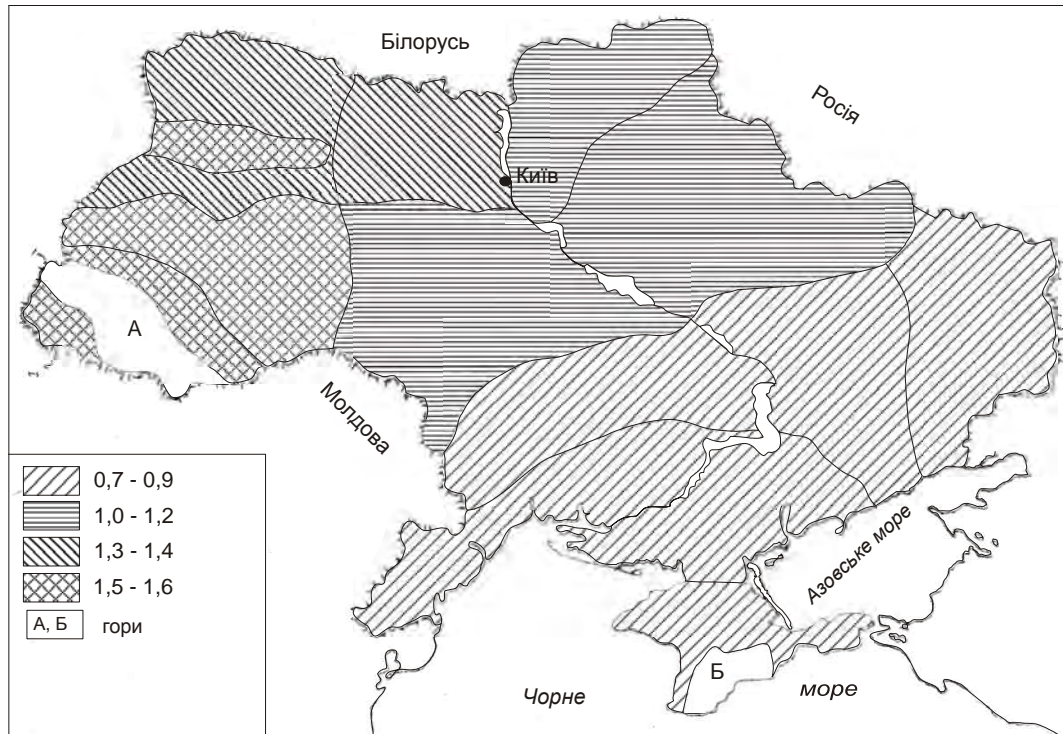 Білорусь
Росія
Київ
А
Молдова
0,7 - 0,9
1,0 - 1,2
1,3 - 1,4
1,5 - 1,6
А, Б гори
Азовське море
Б
Чорне море